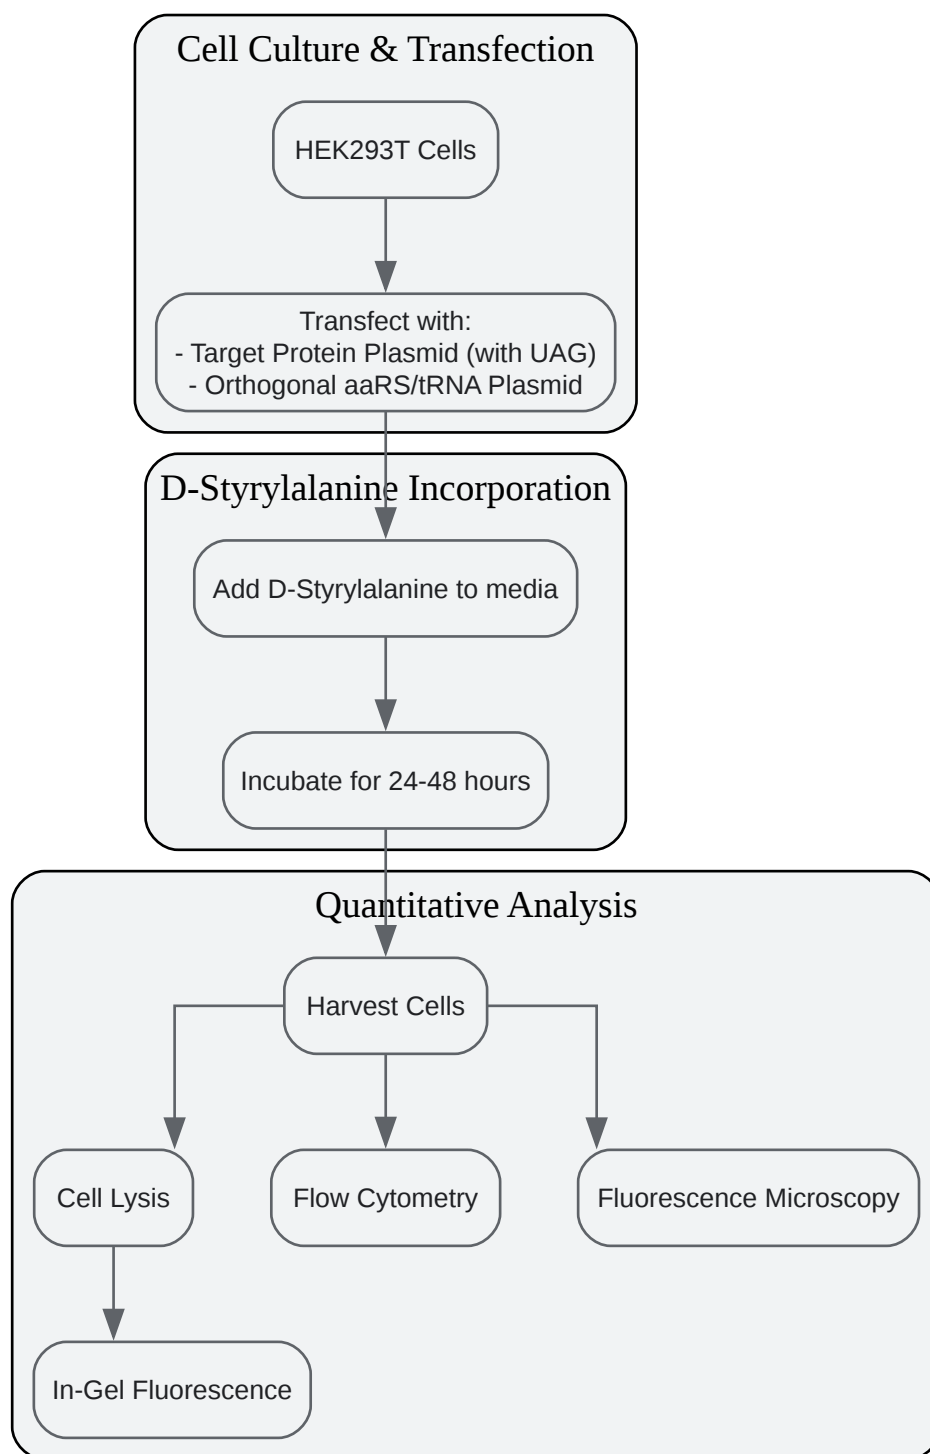 Cell Culture & Transfection
HEK293T Cells
Transfect with:
- Target Protein Plasmid (with UAG)
- Orthogonal aaRS/tRNA Plasmid
D-Styrylalanine Incorporation
Add D-Styrylalanine to media
Incubate for 24-48 hours
Quantitative Analysis
Harvest Cells
Cell Lysis
Flow Cytometry
Fluorescence Microscopy
In-Gel Fluorescence